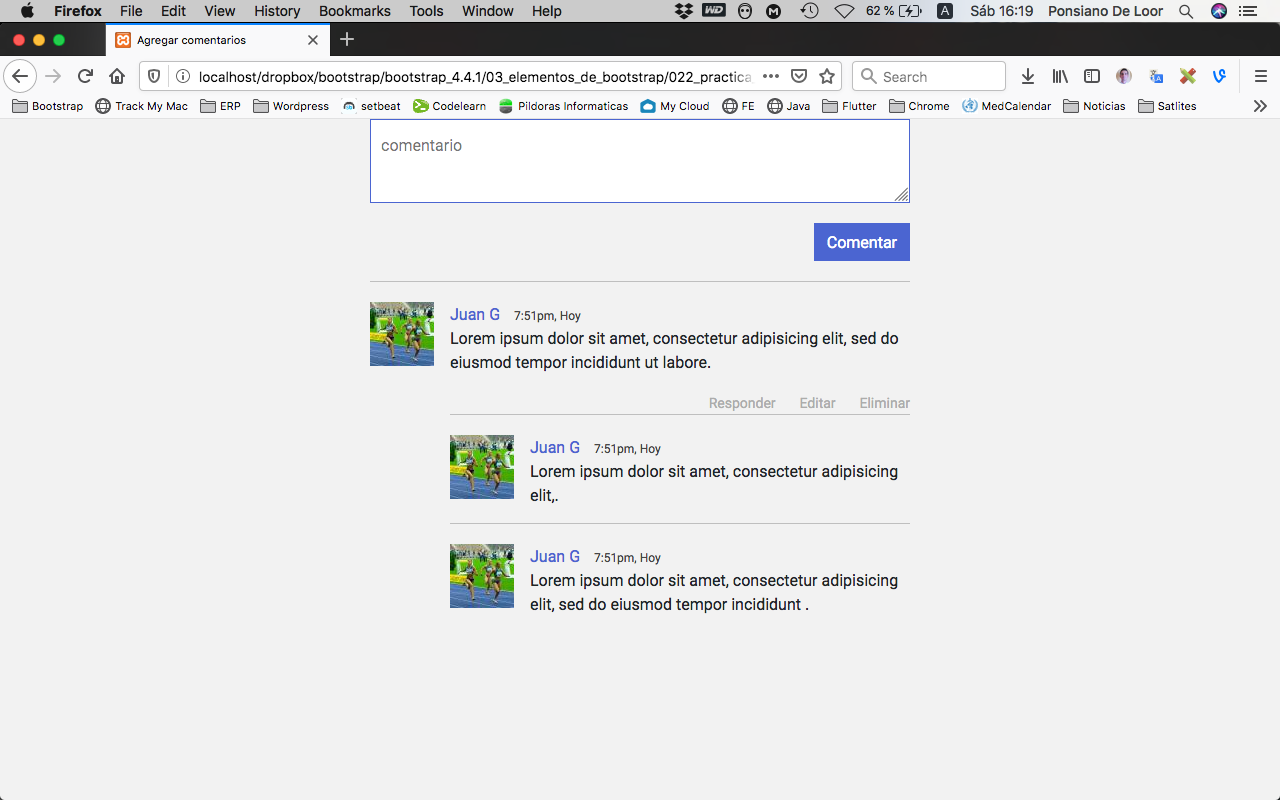 Firefox File Edit View History Bookmarks Tools Window Help WD M 62 % A Sáb 16:19 Ponsiano De Loor
Agregar comentarios
localhost/dropbox/bootstrap/bootstrap_4.4.1/03_elementos_de_bootstrap/022_practica Search
Bootstrap Track My Mac ERP Wordpress setbeat Codelearn Pildoras Informaticas My Cloud FE Java Flutter Chrome MedCalendar Noticias Satlites
comentario
Comentar
Juan G 7:51pm, Hoy
Lorem ipsum dolor sit amet, consectetur adipisicing elit, sed do
eiusmod tempor incididunt ut labore.
Responder Editar Eliminar
Juan G 7:51pm, Hoy
Lorem ipsum dolor sit amet, consectetur adipisicing
elit,.
Juan G 7:51pm, Hoy
Lorem ipsum dolor sit amet, consectetur adipisicing
elit, sed do eiusmod tempor incididunt .